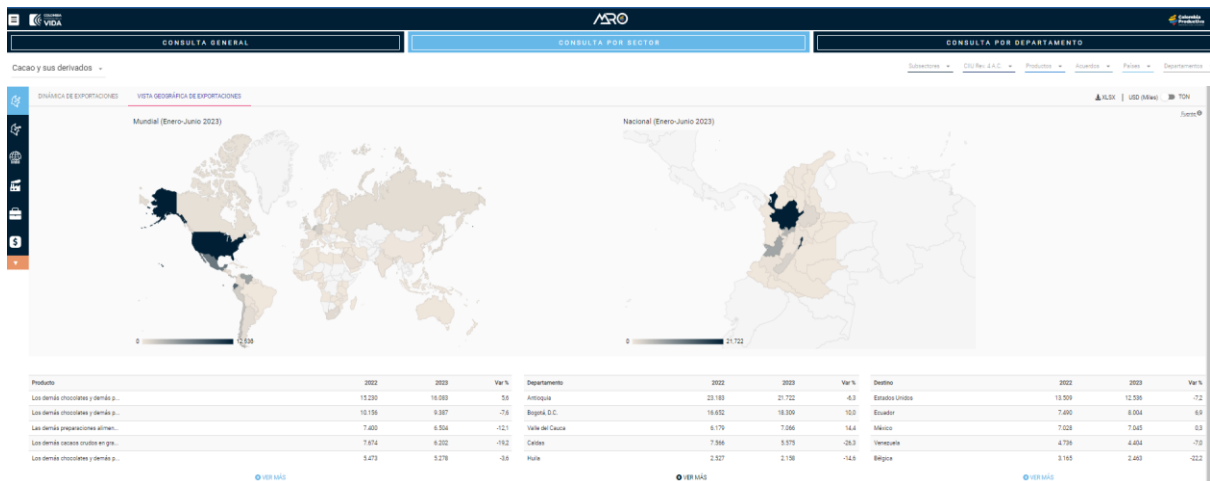 COLOMBIA
VIDA
MARO
Colombia
Productiva
CONSULTA GENERAL
CONSULTA POR SECTOR
CONSULTA POR DEPARTAMENTO
Cacao y sus derivados
Subsectores
CIIU Rev. 4 A.C.
Productos
Acuerdos
Países
Departamentos
DINÁMICA DE EXPORTACIONES
VISTA GEOGRÁFICA DE EXPORTACIONES
XLSX | USD (Miles) TON
Fuente
Mundial (Enero-Junio 2023)
Nacional (Enero-Junio 2023)
0 12.536
0 21.722
Producto 2022 2023 Var %
Los demás chocolates y demás p... 15.230 16.083 5,6
Los demás chocolates y demás p... 10.156 9.387 -7,6
Las demás preparaciones alimen... 7.400 6.504 -12,1
Los demás cacaos crudos en gra... 7.674 6.202 -19,2
Los demás chocolates y demás p... 5.473 5.278 -3,6
VER MÁS
Departamento 2022 2023 Var %
Antioquia 23.183 21.722 -6,3
Bogotá, D.C. 16.652 18.309 10,0
Valle del Cauca 6.179 7.066 14,4
Caldas 7.566 5.575 -26,3
Huila 2.527 2.158 -14,6
VER MÁS
Destino 2022 2023 Var %
Estados Unidos 13.509 12.536 -7,2
Ecuador 7.490 8.004 6,9
México 7.028 7.045 0,3
Venezuela 4.736 4.404 -7,0
Bélgica 3.165 2.463 -22,2
VER MÁS